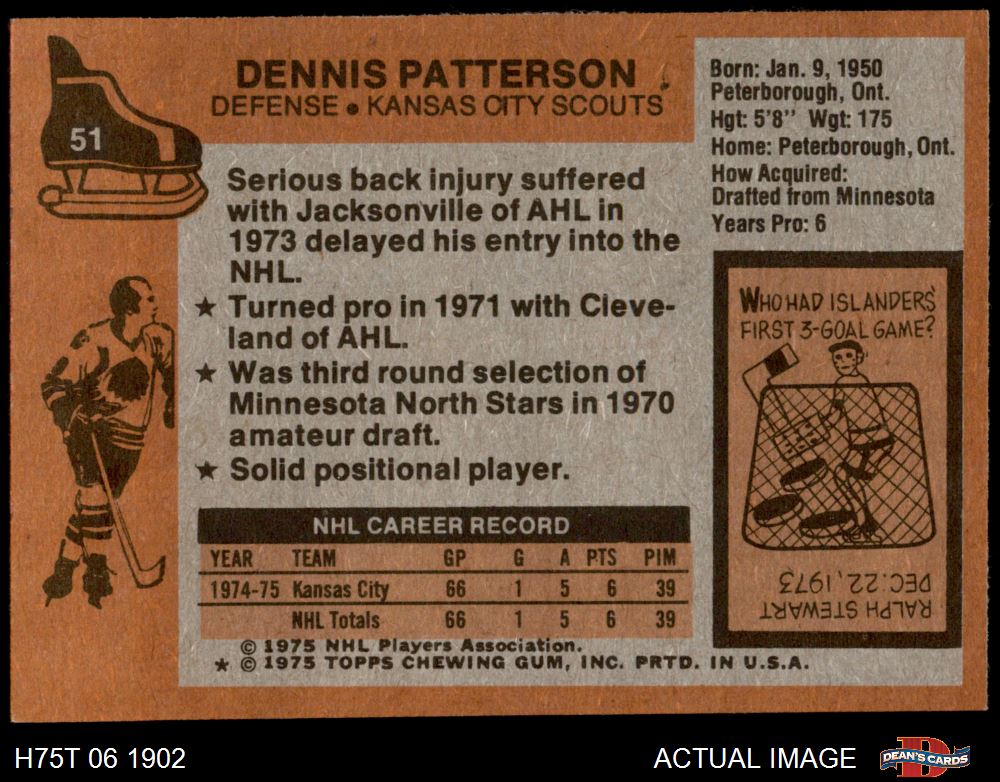 51
DENNIS PATTERSON
DEFENSE • KANSAS CITY SCOUTS
Born: Jan. 9, 1950
Peterborough, Ont.
Hgt: 5'8" Wgt: 175
Home: Peterborough, Ont.
How Acquired:
Drafted from Minnesota
Years Pro: 6
Serious back injury suffered
with Jacksonville of AHL in
1973 delayed his entry into the
NHL.
★ Turned pro in 1971 with Cleve-
land of AHL.
★ Was third round selection of
Minnesota North Stars in 1970
amateur draft.
★ Solid positional player.
WHO HAD ISLANDERS'
FIRST 3-GOAL GAME?
RALPH STEWART
DEC. 22, 1973
NHL CAREER RECORD
YEAR TEAM GP G A PTS PIM
1974-75 Kansas City 66 1 5 6 39
NHL Totals 66 1 5 6 39
© 1975 NHL Players Association.
★ © 1975 TOPPS CHEWING GUM, INC. PRTD. IN U.S.A.
H75T 06 1902
ACTUAL IMAGE
DEAN'S CARDS